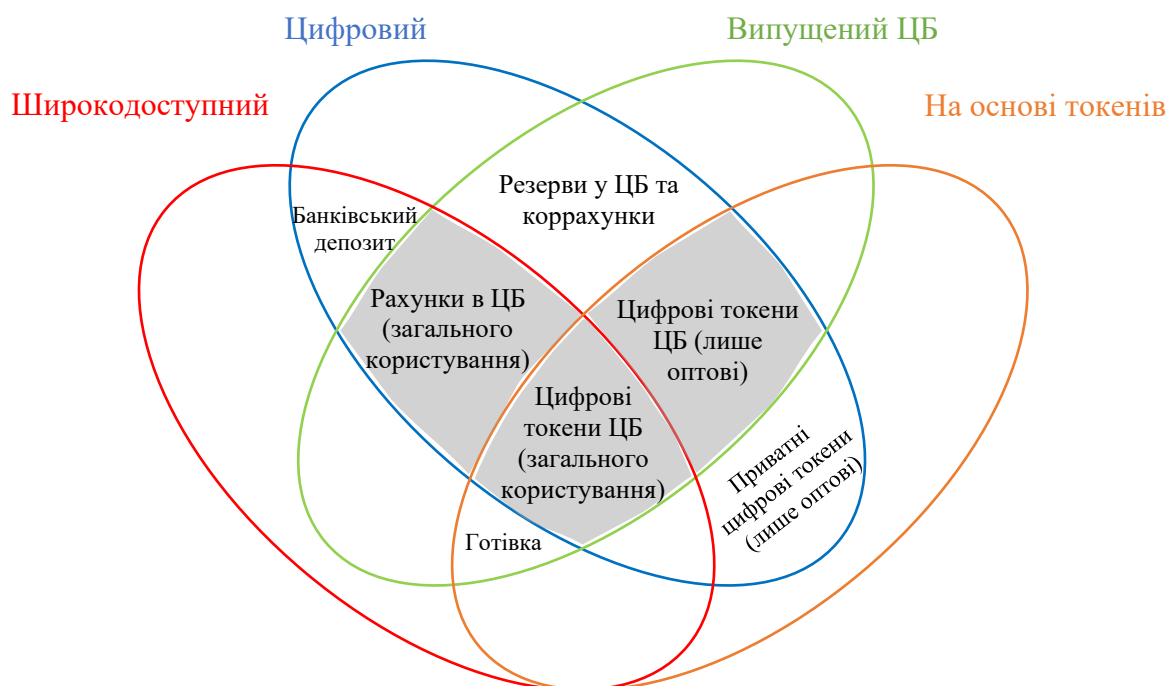 Цифровий
Випущений ЦБ
Широкодоступний
На основі токенів
Резерви у ЦБ та
коррахунки
Банківський
депозит
Рахунки в ЦБ
(загального
користування)
Цифрові токени
ЦБ (лише
оптові)
Цифрові
токени ЦБ
(загального
користування)
Приватні
цифрові токени
(лише оптові)
Готівка